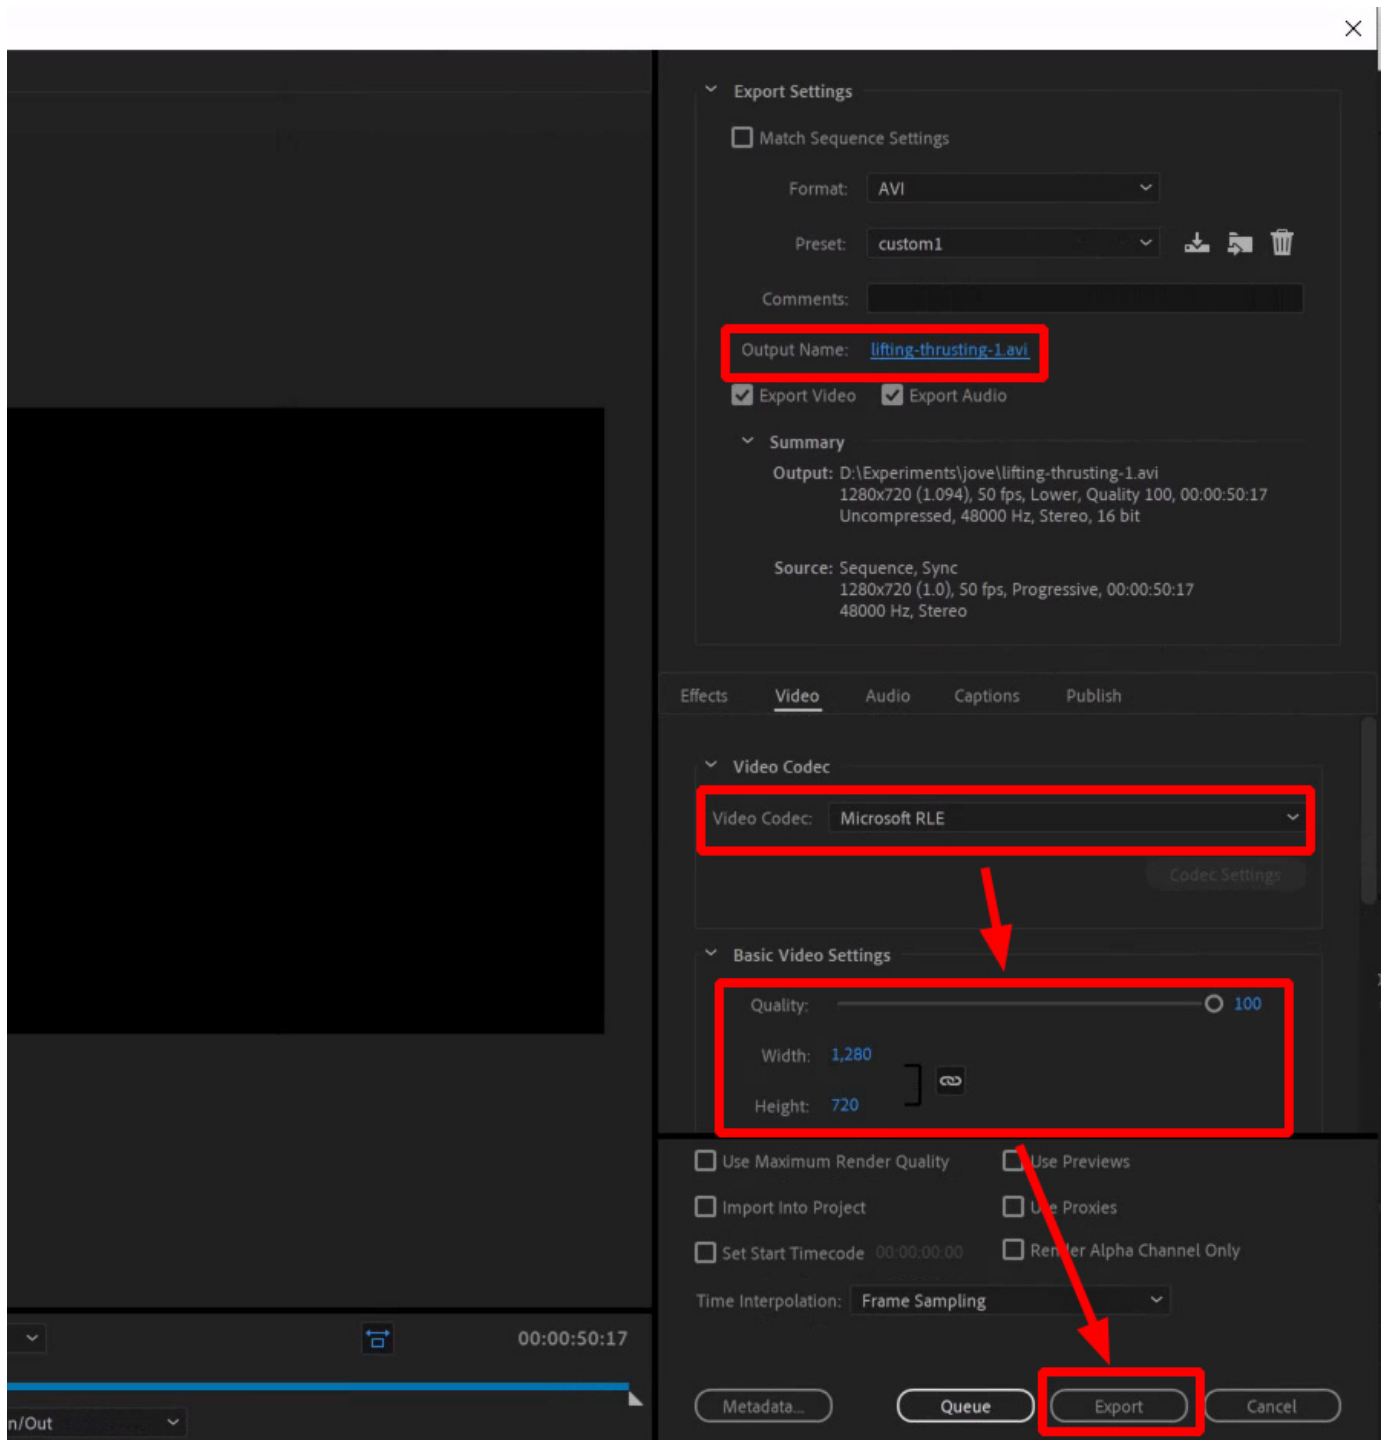 Export Settings
Match Sequence Settings
Format: AVI
Preset: custom1
Comments:
Output Name: lifting-thrusting-1.avi
Export Video Export Audio
Summary
Output: D:\Experiments\jove\lifting-thrusting-1.avi
1280x720 (1.094), 50 fps, Lower, Quality 100, 00:00:50:17
Uncompressed, 48000 Hz, Stereo, 16 bit
Source: Sequence, Sync
1280x720 (1.0), 50 fps, Progressive, 00:00:50:17
48000 Hz, Stereo
Effects Video Audio Captions Publish
Video Codec
Video Codec: Microsoft RLE
Codec Settings
Basic Video Settings
Quality: 100
Width: 1,280
Height: 720
Use Maximum Render Quality Use Previews
Import Into Project Use Proxies
Set Start Timecode 00:00:00:00 Render Alpha Channel Only
Time Interpolation: Frame Sampling
00:00:50:17
n/Out
Metadata... Queue Export Cancel